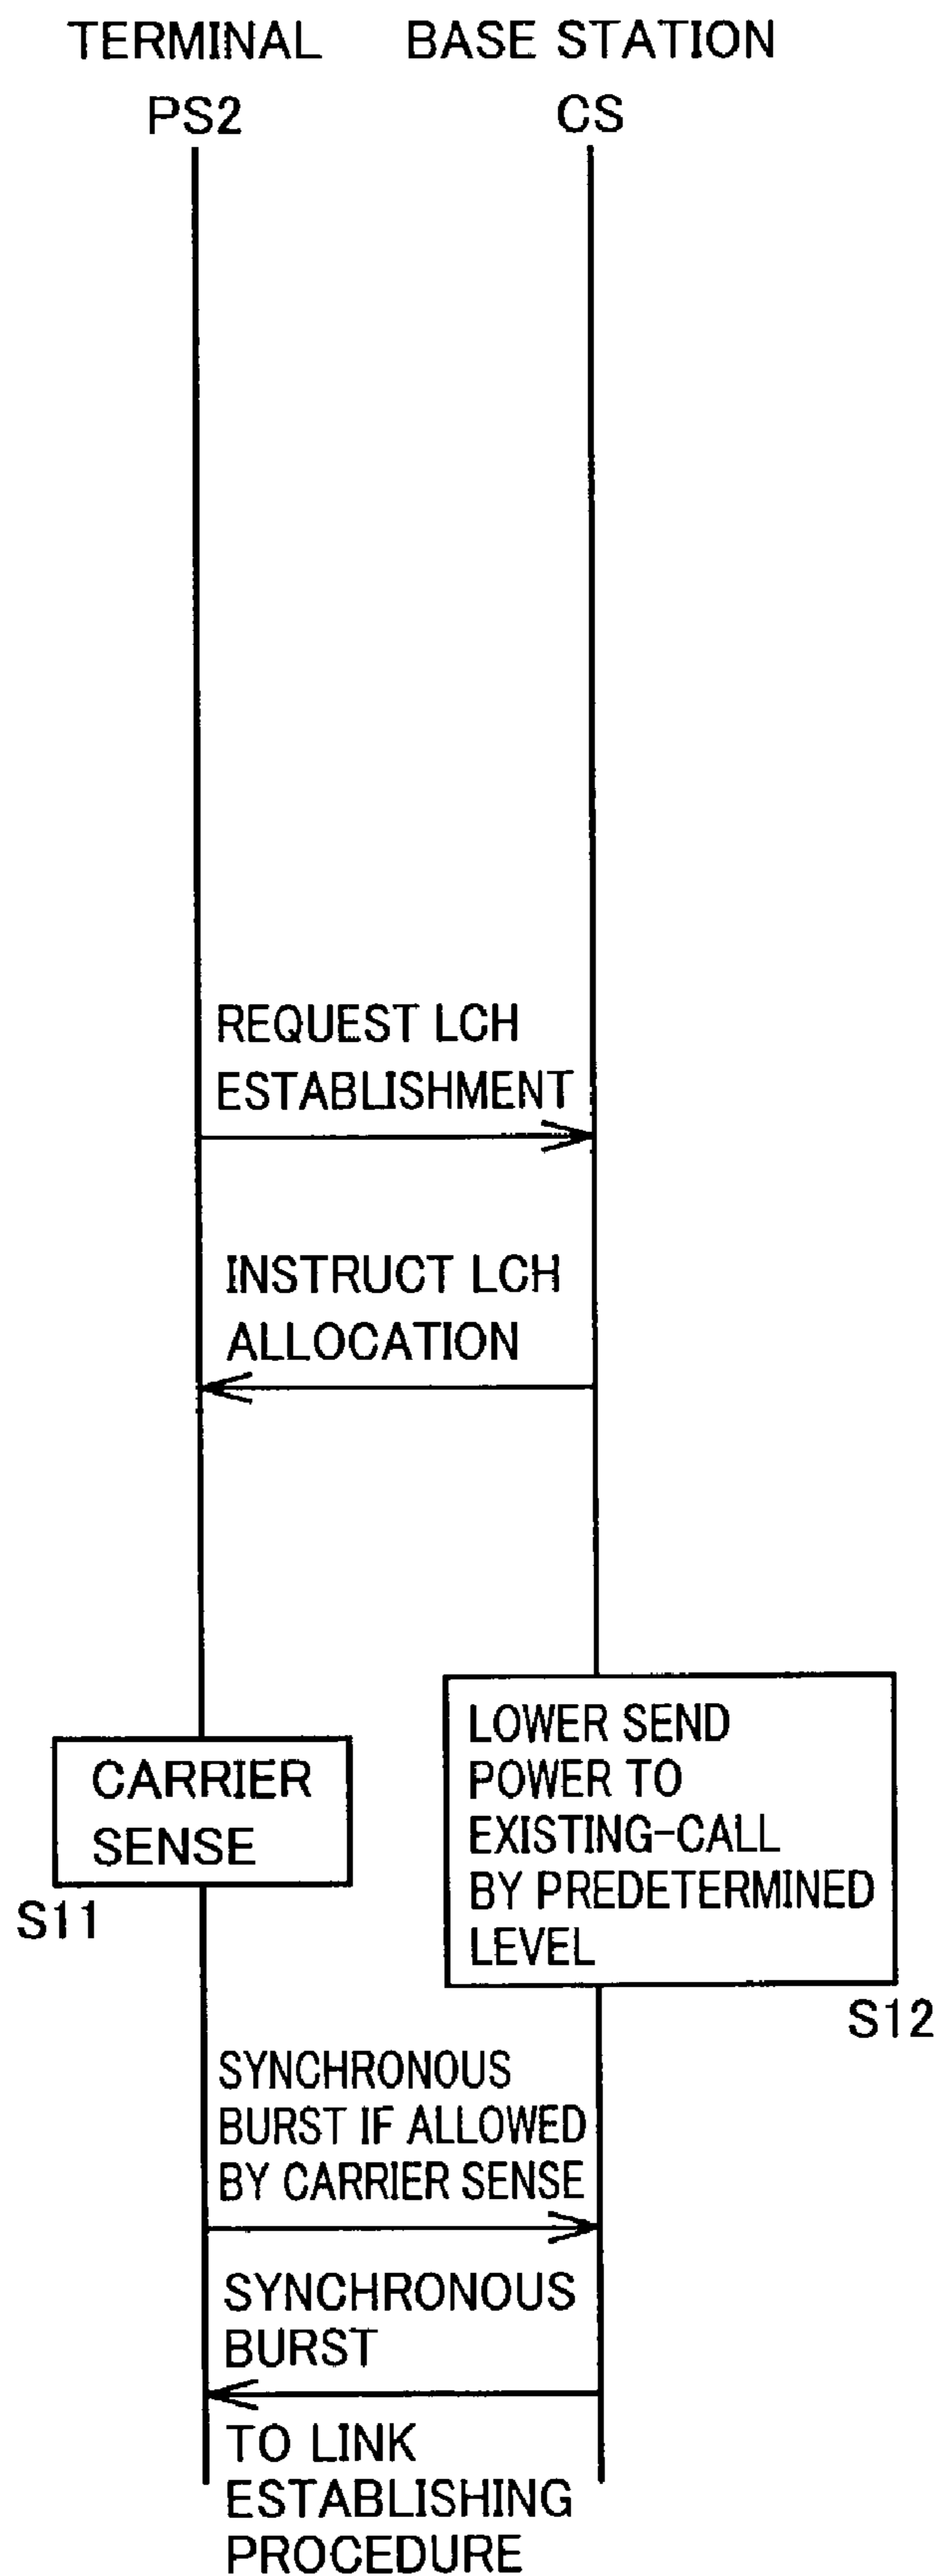 TERMINAL BASE STATION
PS2 CS
REQUEST LCH
ESTABLISHMENT
INSTRUCT LCH
ALLOCATION
CARRIER
SENSE
S11
LOWER SEND
POWER TO
EXISTING-CALL
BY PREDETERMINED
LEVEL
S12
SYNCHRONOUS
BURST IF ALLOWED
BY CARRIER SENSE
SYNCHRONOUS
BURST
TO LINK
ESTABLISHING
PROCEDURE